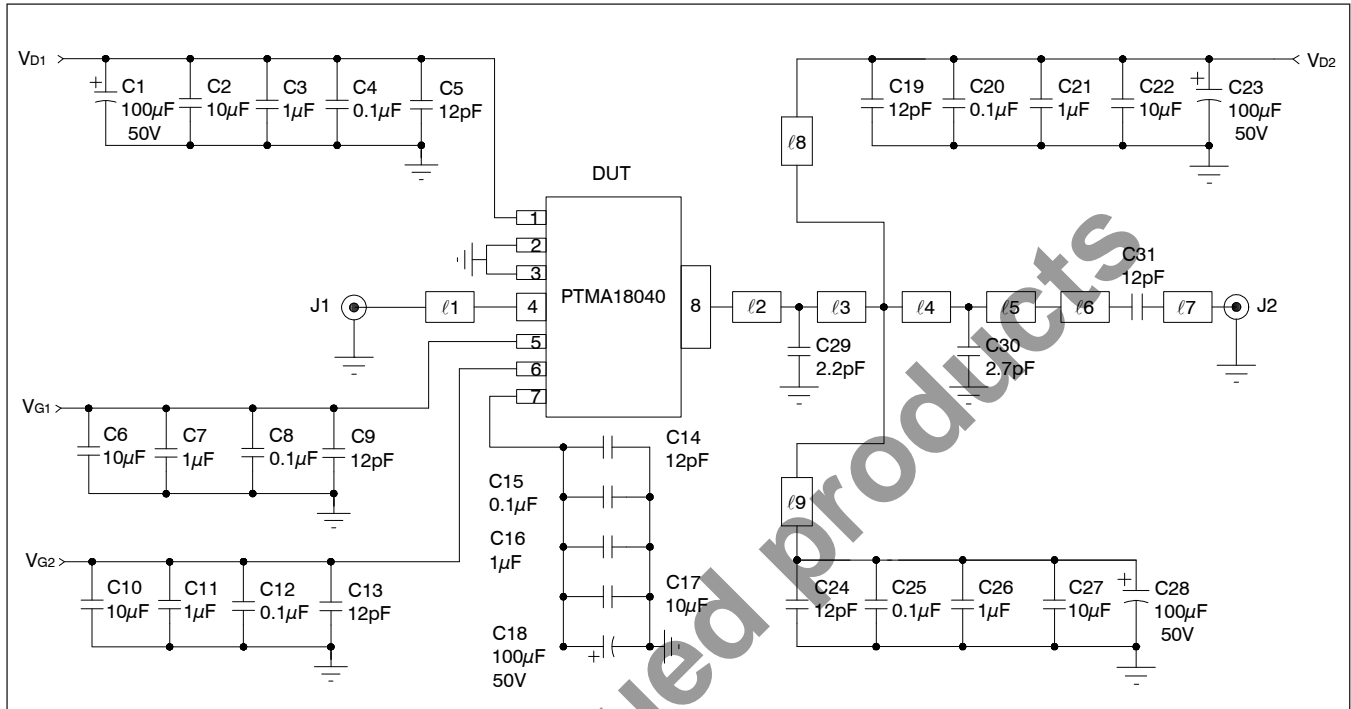 VD1
C1
100µF
50V
C2
10µF
C3
1µF
C4
0.1µF
C5
12pF
C19
12pF
C20
0.1µF
C21
1µF
C22
10µF
C23
100µF
50V
VD2
ℓ8
DUT
PTMA18040
1
2
3
4
5
6
7
8
J1
ℓ1
ℓ2
ℓ3
ℓ4
ℓ5
ℓ6
C31
12pF
ℓ7
J2
C29
2.2pF
C30
2.7pF
VG1
C6
10µF
C7
1µF
C8
0.1µF
C9
12pF
C14
12pF
C15
0.1µF
C16
1µF
C17
10µF
C18
100µF
50V
VG2
C10
10µF
C11
1µF
C12
0.1µF
C13
12pF
ℓ9
C24
12pF
C25
0.1µF
C26
1µF
C27
10µF
C28
100µF
50V
ued products